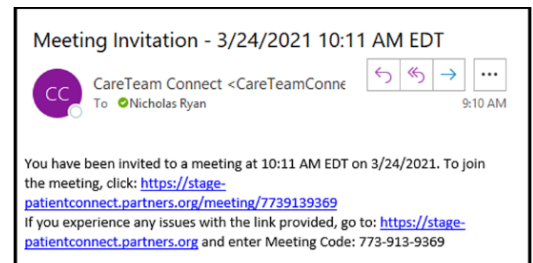 Meeting Invitation - 3/24/2021 10:11 AM EDT
CC
CareTeam Connect <CareTeamConne
To Nicholas Ryan
9:10 AM
You have been invited to a meeting at 10:11 AM EDT on 3/24/2021. To join
the meeting, click: https://stage-
patientconnect.partners.org/meeting/7739139369
If you experience any issues with the link provided, go to: https://stage-
patientconnect.partners.org and enter Meeting Code: 773-913-9369